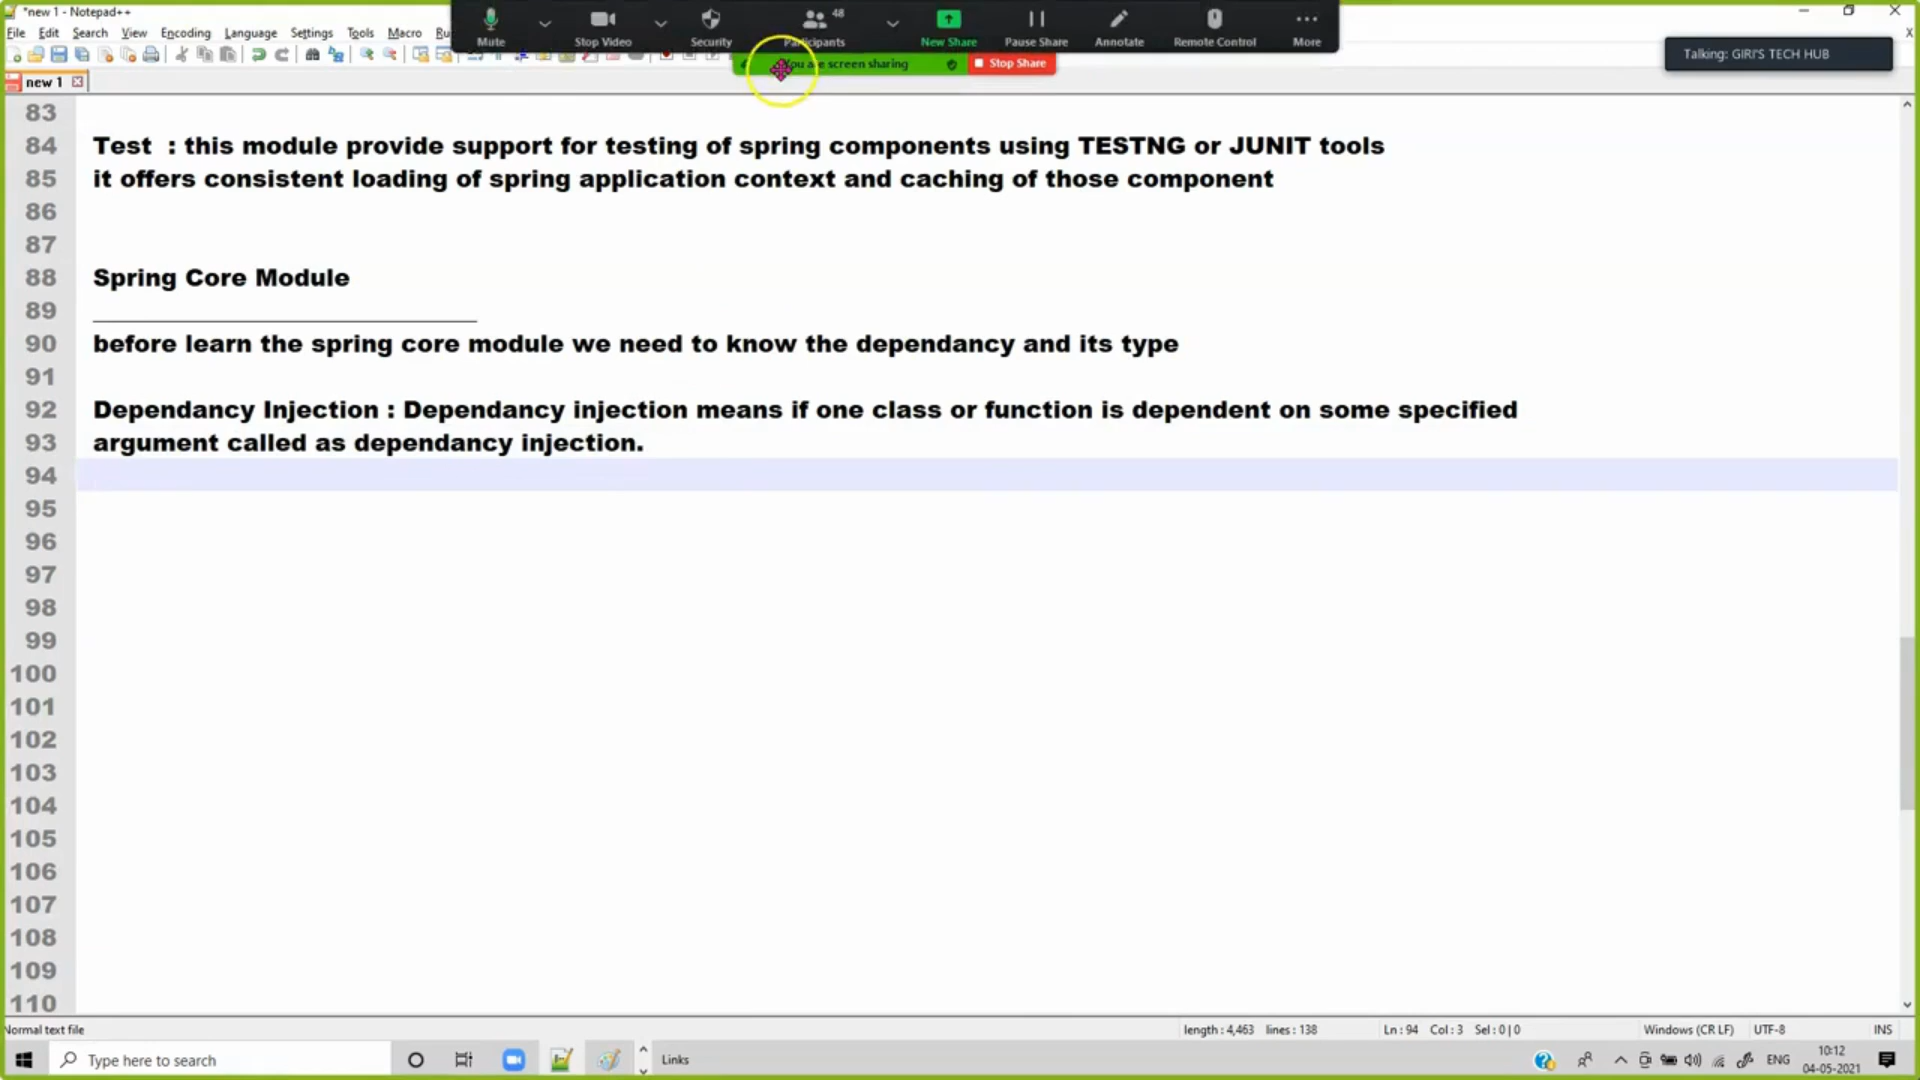 *new 1 - Notepad++
File Edit Search View Encoding Language Settings Tools Macro Ru
Mute Stop Video Security Participants 48 New Share Pause Share Annotate Remote Control More
You are screen sharing Stop Share
Talking: GIRI'S TECH HUB
new 1
83
84 Test : this module provide support for testing of spring components using TESTNG or JUNIT tools
85 it offers consistent loading of spring application context and caching of those component
86
87
88 Spring Core Module
89 ______________________
90 before learn the spring core module we need to know the dependancy and its type
91
92 Dependancy Injection : Dependancy injection means if one class or function is dependent on some specified
93 argument called as dependancy injection.
94
95
96
97
98
99
100
101
102
103
104
105
106
107
108
109
110
Normal text file length : 4,463 lines : 138 Ln : 94 Col : 3 Sel : 0 | 0 Windows (CR LF) UTF-8 INS
Type here to search Links ENG 10:12
04-05-2021